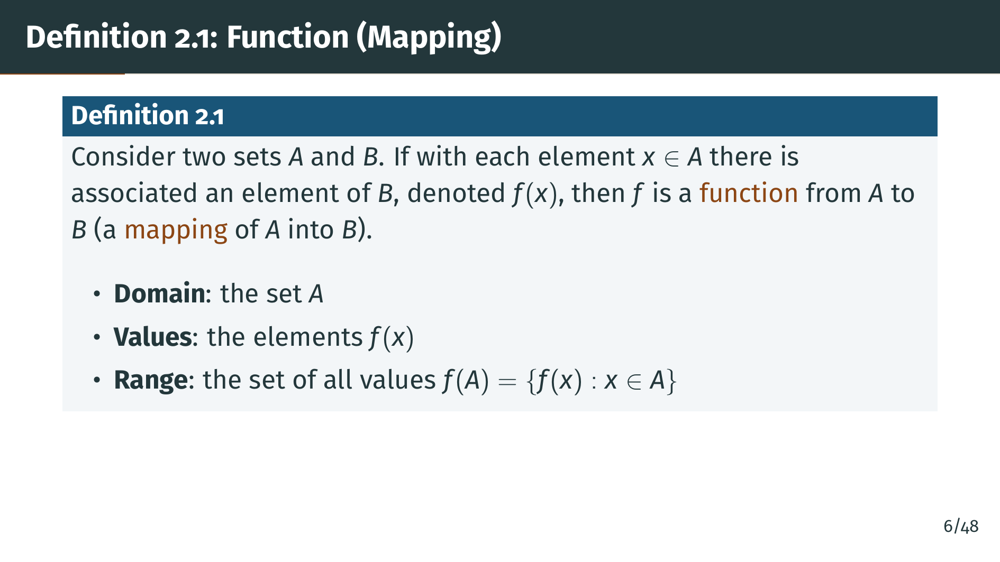 Definition 2.1: Function (Mapping)
Definition 2.1
Consider two sets A and B. If with each element x ∈ A there is
associated an element of B, denoted f(x), then f is a function from A to
B (a mapping of A into B).
• Domain: the set A
• Values: the elements f(x)
• Range: the set of all values f(A) = {f(x) : x ∈ A}
6/48